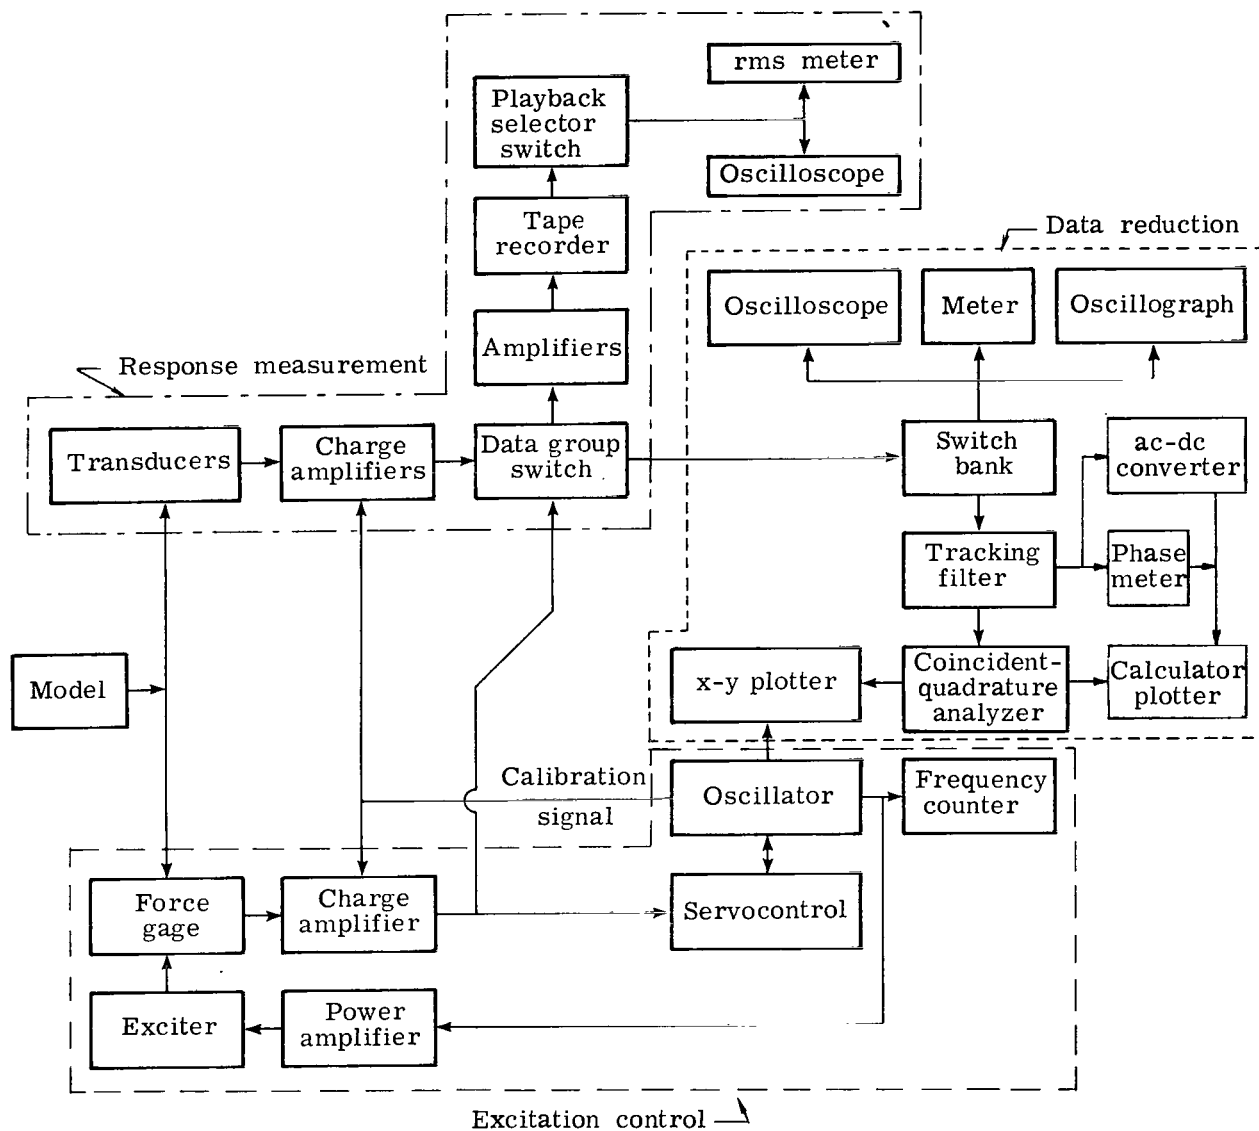 rms meter
Playback
selector
switch
Oscilloscope
Tape
recorder
Data reduction
Oscilloscope
Meter
Oscillograph
Amplifiers
Response measurement
Transducers
Charge
amplifiers
Data group
switch
Switch
bank
ac-dc
converter
Tracking
filter
Phase
meter
Model
x-y plotter
Coincident-
quadrature
analyzer
Calculator
plotter
Calibration
signal
Oscillator
Frequency
counter
Force
gage
Charge
amplifier
Servocontrol
Exciter
Power
amplifier
Excitation control